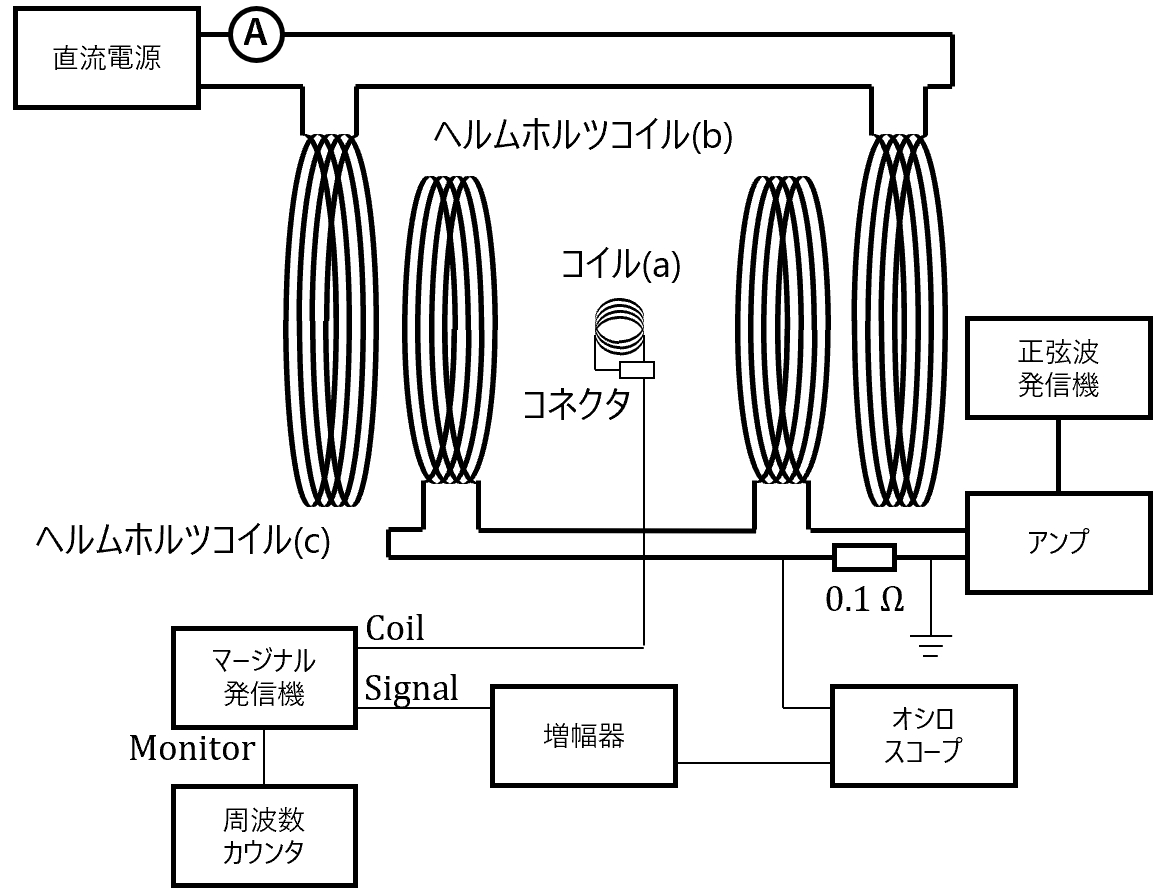 直流電源
A
ヘルムホルツコイル(b)
コイル(a)
コネクタ
正弦波
発信機
ヘルムホルツコイル(c)
アンプ
0.1 Ω
Coil
マージナル
発信機
Signal
増幅器
オシロ
スコープ
Monitor
周波数
カウンタ